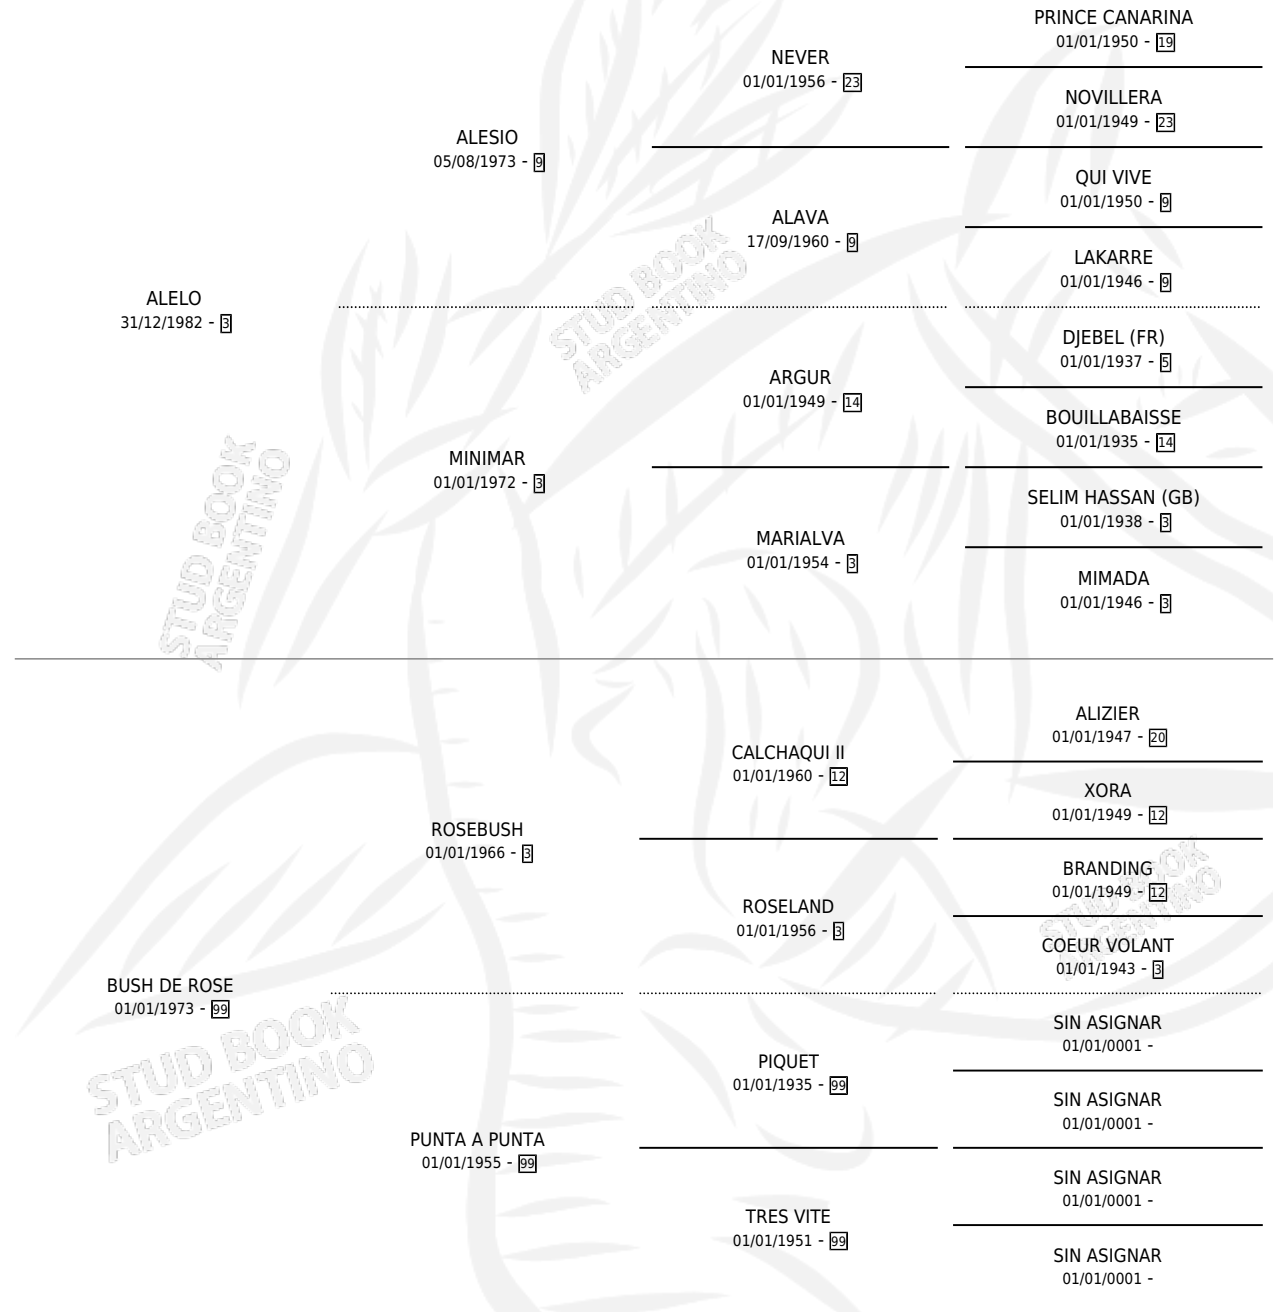 PRINCE CANARINA
01/01/1950 - 19
NEVER
01/01/1956 - 23
NOVILLERA
01/01/1949 - 23
ALESIO
05/08/1973 - 9
QUI VIVE
01/01/1950 - 9
ALAVA
17/09/1960 - 9
LAKARRE
01/01/1946 - 9
ALELO
31/12/1982 - 3
STUD BOOK
ARGENTINO
DJEBEL (FR)
01/01/1937 - 5
ARGUR
01/01/1949 - 14
BOUILLABAISSE
01/01/1935 - 14
MINIMAR
01/01/1972 - 3
SELIM HASSAN (GB)
01/01/1938 - 3
MARIALVA
01/01/1954 - 3
MIMADA
01/01/1946 - 3
STUD BOOK
ARGENTINO
ALIZIER
01/01/1947 - 20
CALCHAQUI II
01/01/1960 - 12
XORA
01/01/1949 - 12
ROSEBUSH
01/01/1966 - 3
BRANDING
01/01/1949 - 12
ROSELAND
01/01/1956 - 3
STUD BOOK
ARGENTINO
COEUR VOLANT
01/01/1943 - 3
BUSH DE ROSE
01/01/1973 - 99
SIN ASIGNAR
01/01/0001 -
STUD BOOK
ARGENTINO
PIQUET
01/01/1935 - 99
SIN ASIGNAR
01/01/0001 -
PUNTA A PUNTA
01/01/1955 - 99
SIN ASIGNAR
01/01/0001 -
TRES VITE
01/01/1951 - 99
SIN ASIGNAR
01/01/0001 -